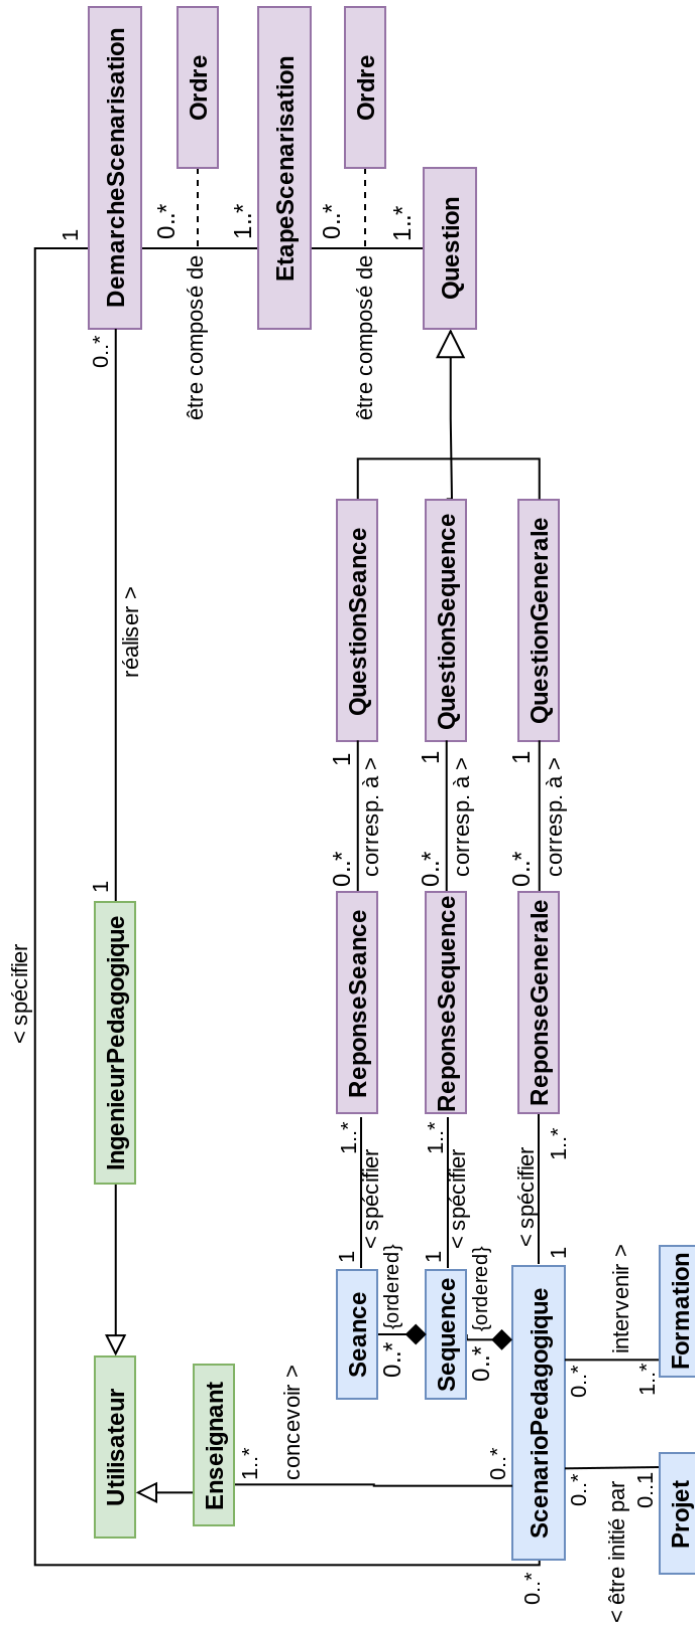 < spécifier
Utilisateur
IngenieurPedagogique
1
réaliser >
0..*
DemarcheScenarisation
1
Enseignant
1..*
concevoir >
0..*
être composé de
0..*
1..*
Ordre
EtapeScenarisation
être composé de
0..*
1..*
Ordre
Question
Seance
1
< spécifier
1..*
ReponseSeance
0..*
corresp. à >
1
QuestionSeance
0..*
{ordered}
Sequence
1
< spécifier
1..*
ReponseSequence
0..*
corresp. à >
1
QuestionSequence
0..*
{ordered}
ScenarioPedagogique
1
< spécifier
1..*
ReponseGenerale
0..*
corresp. à >
1
QuestionGenerale
0..*
0..*
< être initié par
0..1
Projet
0..*
intervenir >
1..*
Formation